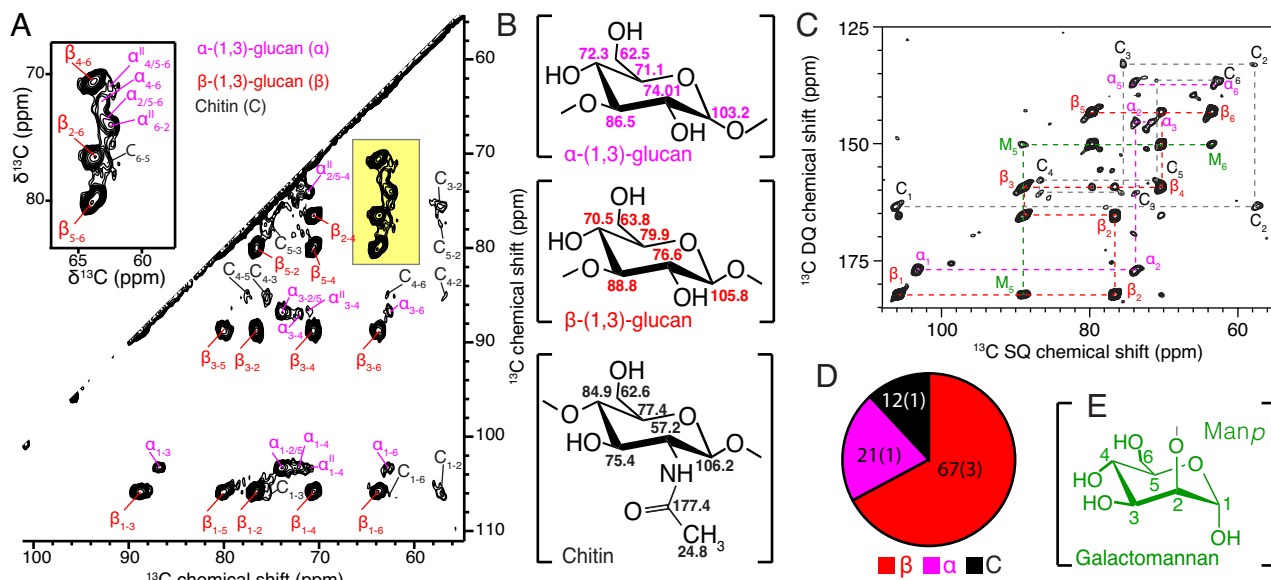 A
α-(1,3)-glucan (α)
β-(1,3)-glucan (β)
Chitin (C)
β4-6
α^II 4/5-6
α4-6
α2/5-6
α^II 6-2
β2-6
C6-5
β5-6
70
80
65
60
δ13C (ppm)
δ13C (ppm)
α^II 2/5-4
C3-2
β2-4
C5-3
β5-2
β5-4
C5-2
C4-5
C4-3
C4-6
C4-2
α3-2/5
α^II 3-4
α3-6
α3-4
β3-5
β3-2
β3-4
β3-6
α1-3
α1-2/5
α1-4
α^II 1-4
α1-6
C1-2
C1-6
C1-3
β1-3
β1-5
β1-2
β1-4
β1-6
60
70
80
90
100
110
100
90
80
70
60
13C chemical shift (ppm)
13C chemical shift (ppm)
B
OH
72.3
62.5
HO
71.1
O
74.01
O
86.5
OH
103.2
O
α-(1,3)-glucan
OH
70.5
63.8
HO
79.9
O
76.6
O
88.8
OH
105.8
O
β-(1,3)-glucan
OH
84.9
62.6
O
77.4
O
57.2
HO
75.4
NH
106.2
O
177.4
O
CH3
24.8
Chitin
C
125
150
175
100
80
60
13C DQ chemical shift (ppm)
13C SQ chemical shift (ppm)
C3
C2
α5
C6
α6
β5
α2
α3
β6
M5
M6
C4
C5
β3
C3
β4
C1
C2
β2
α1
α2
β1
M5
β2
D
12(1)
21(1)
67(3)
β
α
C
E
Manp
HO
6
O
4
5
O
HO
HO
3
2
1
OH
Galactomannan